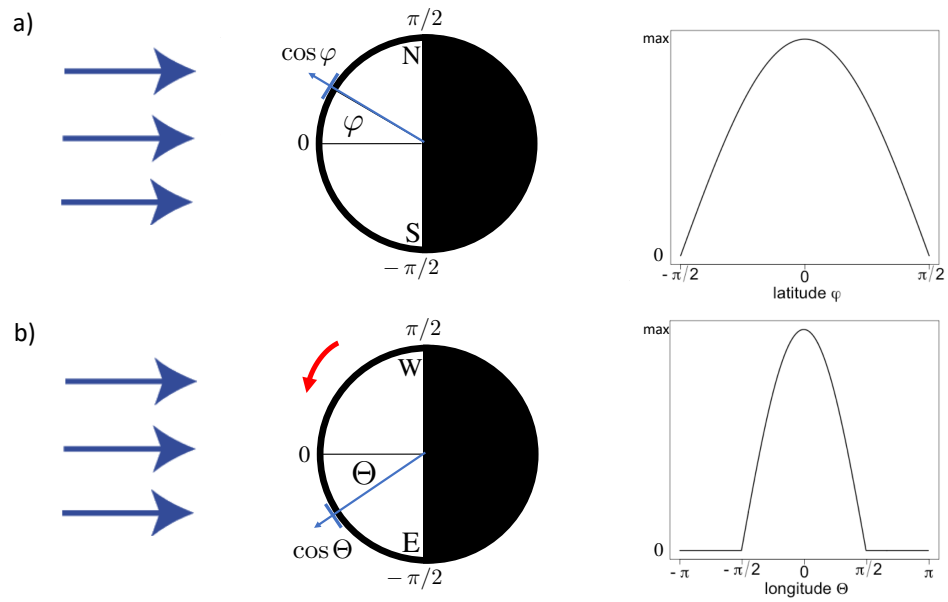 a)
π/2
N
cos φ
φ
0
S
− π/2
max
0
- π/2
0
π/2
latitude φ
b)
π/2
W
0
Θ
cos Θ
E
− π/2
max
0
- π
- π/2
0
π/2
π
longitude Θ